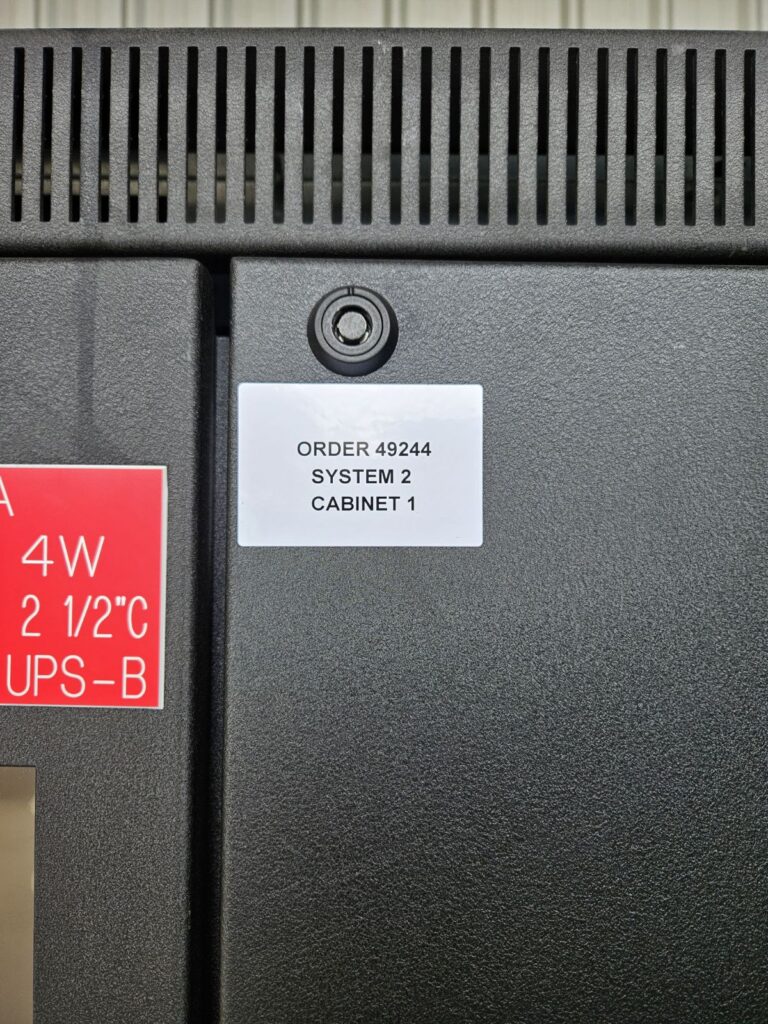 A
4W
2 1/2"C
UPS-B
ORDER 49244
SYSTEM 2
CABINET 1